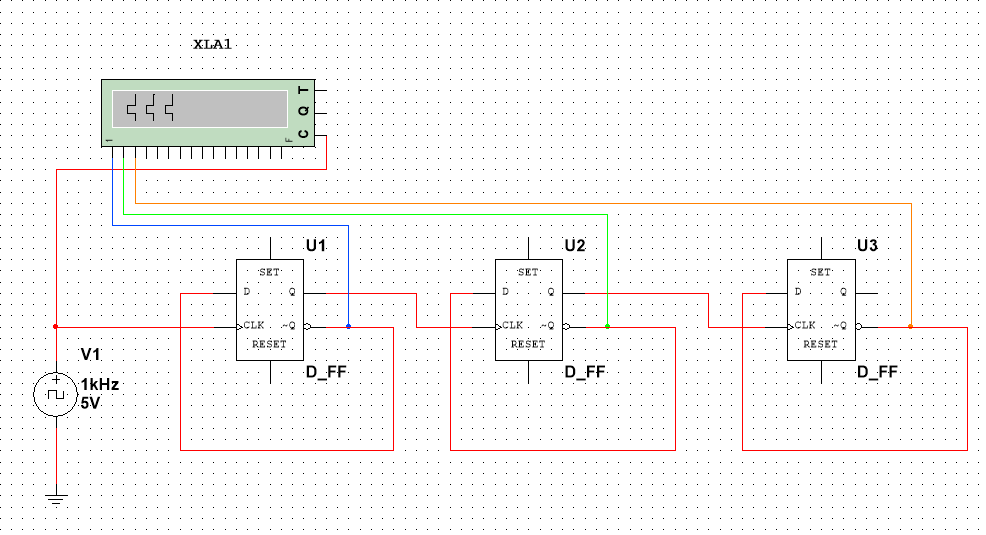 XLA1
T
Q
C
1
F
U1
SET
D Q
CLK ~Q
RESET
D_FF
U2
SET
D Q
CLK ~Q
RESET
D_FF
U3
SET
D Q
CLK ~Q
RESET
D_FF
V1
1kHz
5V